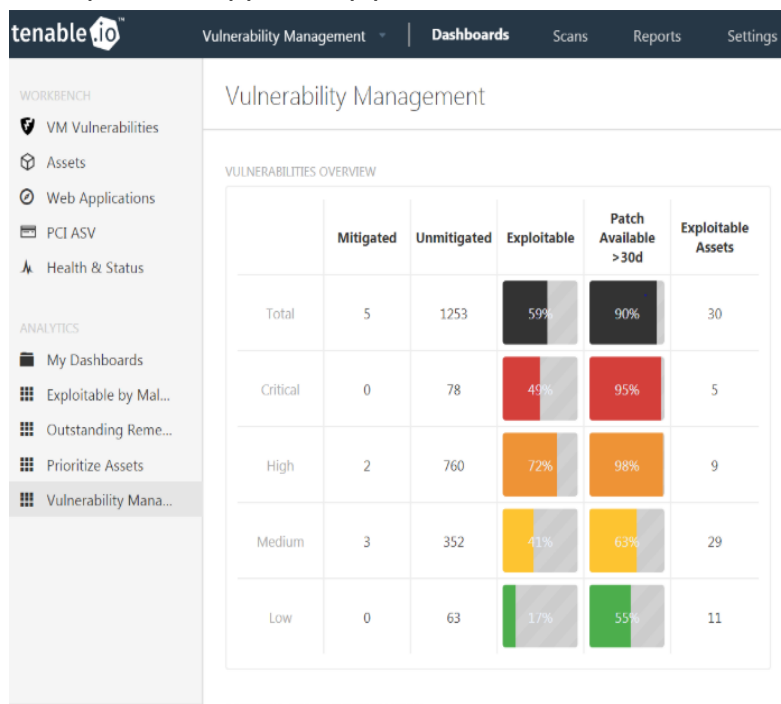 tenable.io™
Vulnerability Management Dashboards Scans Reports Settings
WORKBENCH
VM Vulnerabilities
Assets
Web Applications
PCI ASV
Health & Status
ANALYTICS
My Dashboards
Exploitable by Mal...
Outstanding Reme...
Prioritize Assets
Vulnerability Mana...
Vulnerability Management
VULNERABILITIES OVERVIEW
Mitigated Unmitigated Exploitable Patch Available >30d Exploitable Assets
Total 5 1253 59% 90% 30
Critical 0 78 49% 95% 5
High 2 760 72% 98% 9
Medium 3 352 41% 63% 29
Low 0 63 17% 55% 11